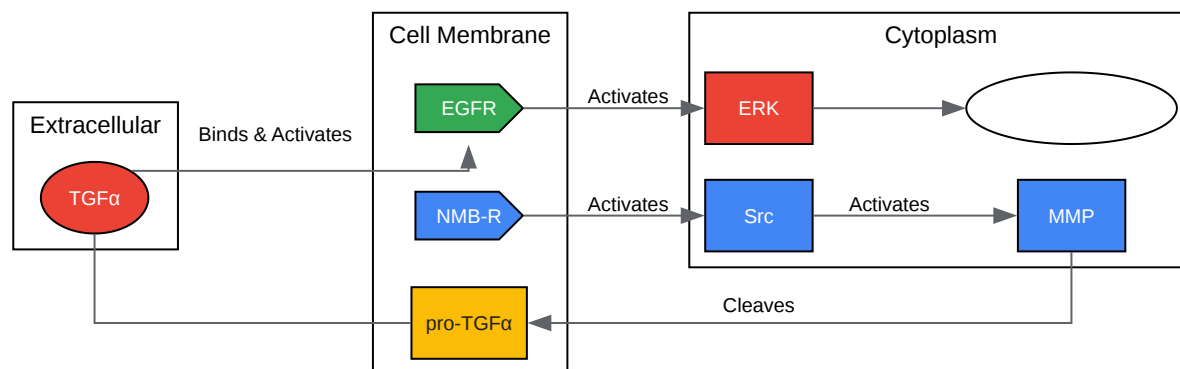 Cell Membrane
Cytoplasm
EGFR
Activates
ERK
Extracellular
Binds & Activates
TGFα
NMB-R
Activates
Src
Activates
MMP
Cleaves
pro-TGFα